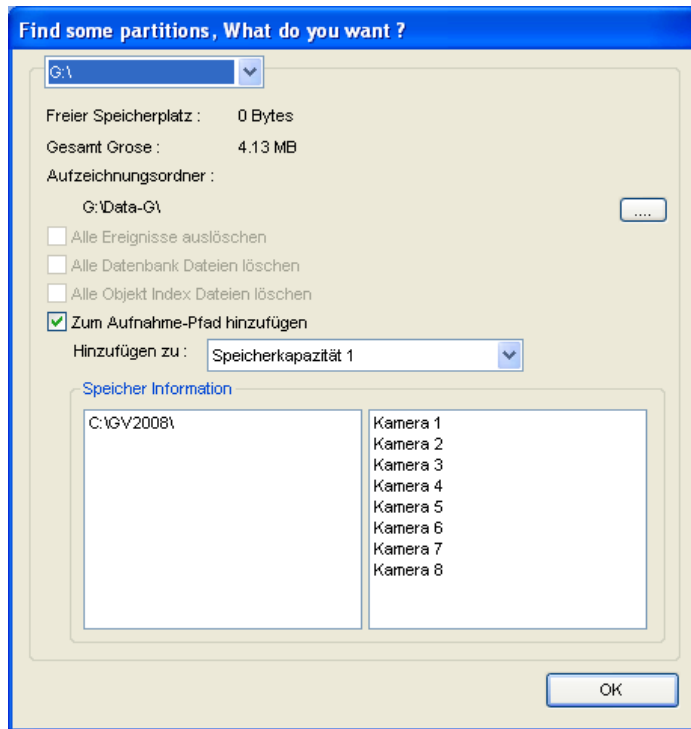 Find some partitions, What do you want ?
G:\
Freier Speicherplatz : 0 Bytes
Gesamt Grose : 4.13 MB
Aufzeichnungsordner :
G:\Data-G\
....
Alle Ereignisse auslöschen
Alle Datenbank Dateien löschen
Alle Objekt Index Dateien löschen
Zum Aufnahme-Pfad hinzufügen
Hinzufügen zu : Speicherkapazität 1
Speicher Information
C:\GV2008\
Kamera 1
Kamera 2
Kamera 3
Kamera 4
Kamera 5
Kamera 6
Kamera 7
Kamera 8
OK